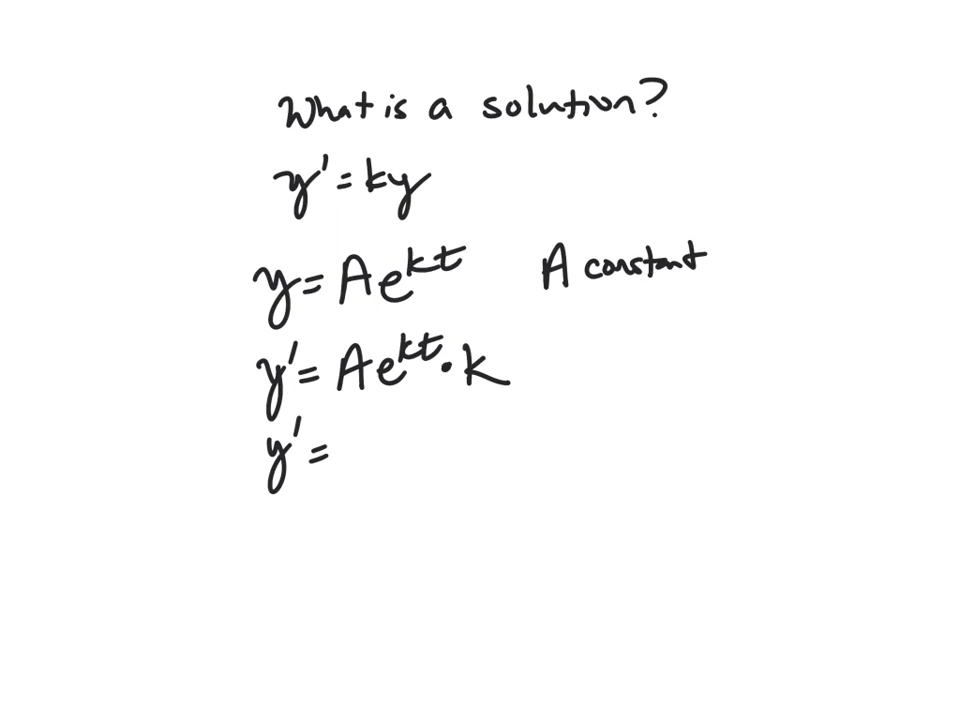 What is a solution?
y' = ky
y = Ae^{kt} A constant
y' = Ae^{kt} · k
y' =